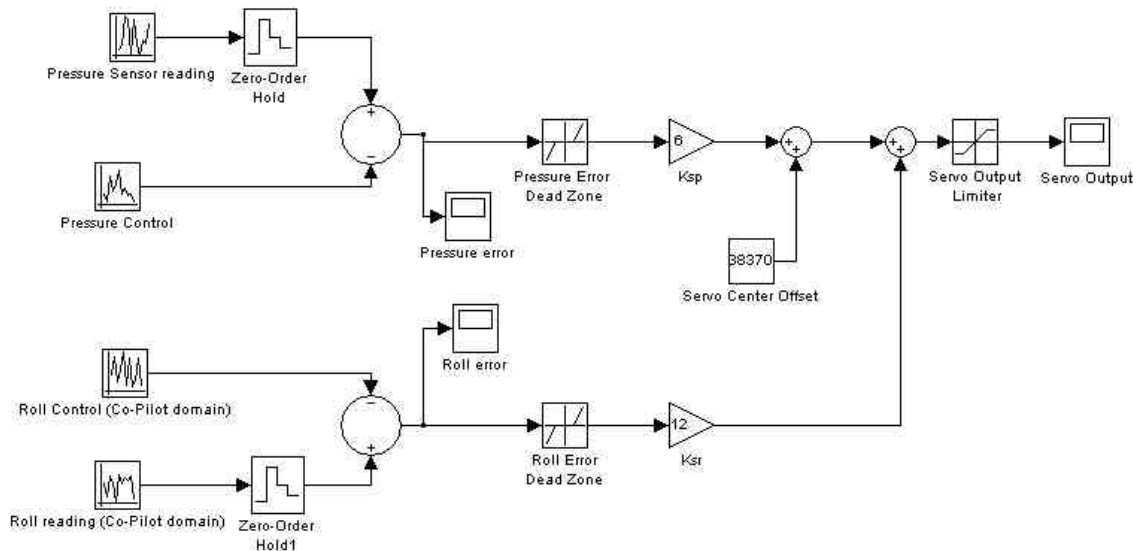 Pressure Sensor reading
Zero-Order
Hold
+
−
Pressure Control
Pressure error
Pressure Error
Dead Zone
6
Ksp
+
+
38370
Servo Center Offset
+
+
Servo Output
Limiter
Servo Output
Roll error
Roll Control (Co-Pilot domain)
−
+
Roll reading (Co-Pilot domain)
Zero-Order
Hold1
Roll Error
Dead Zone
12
Ksr